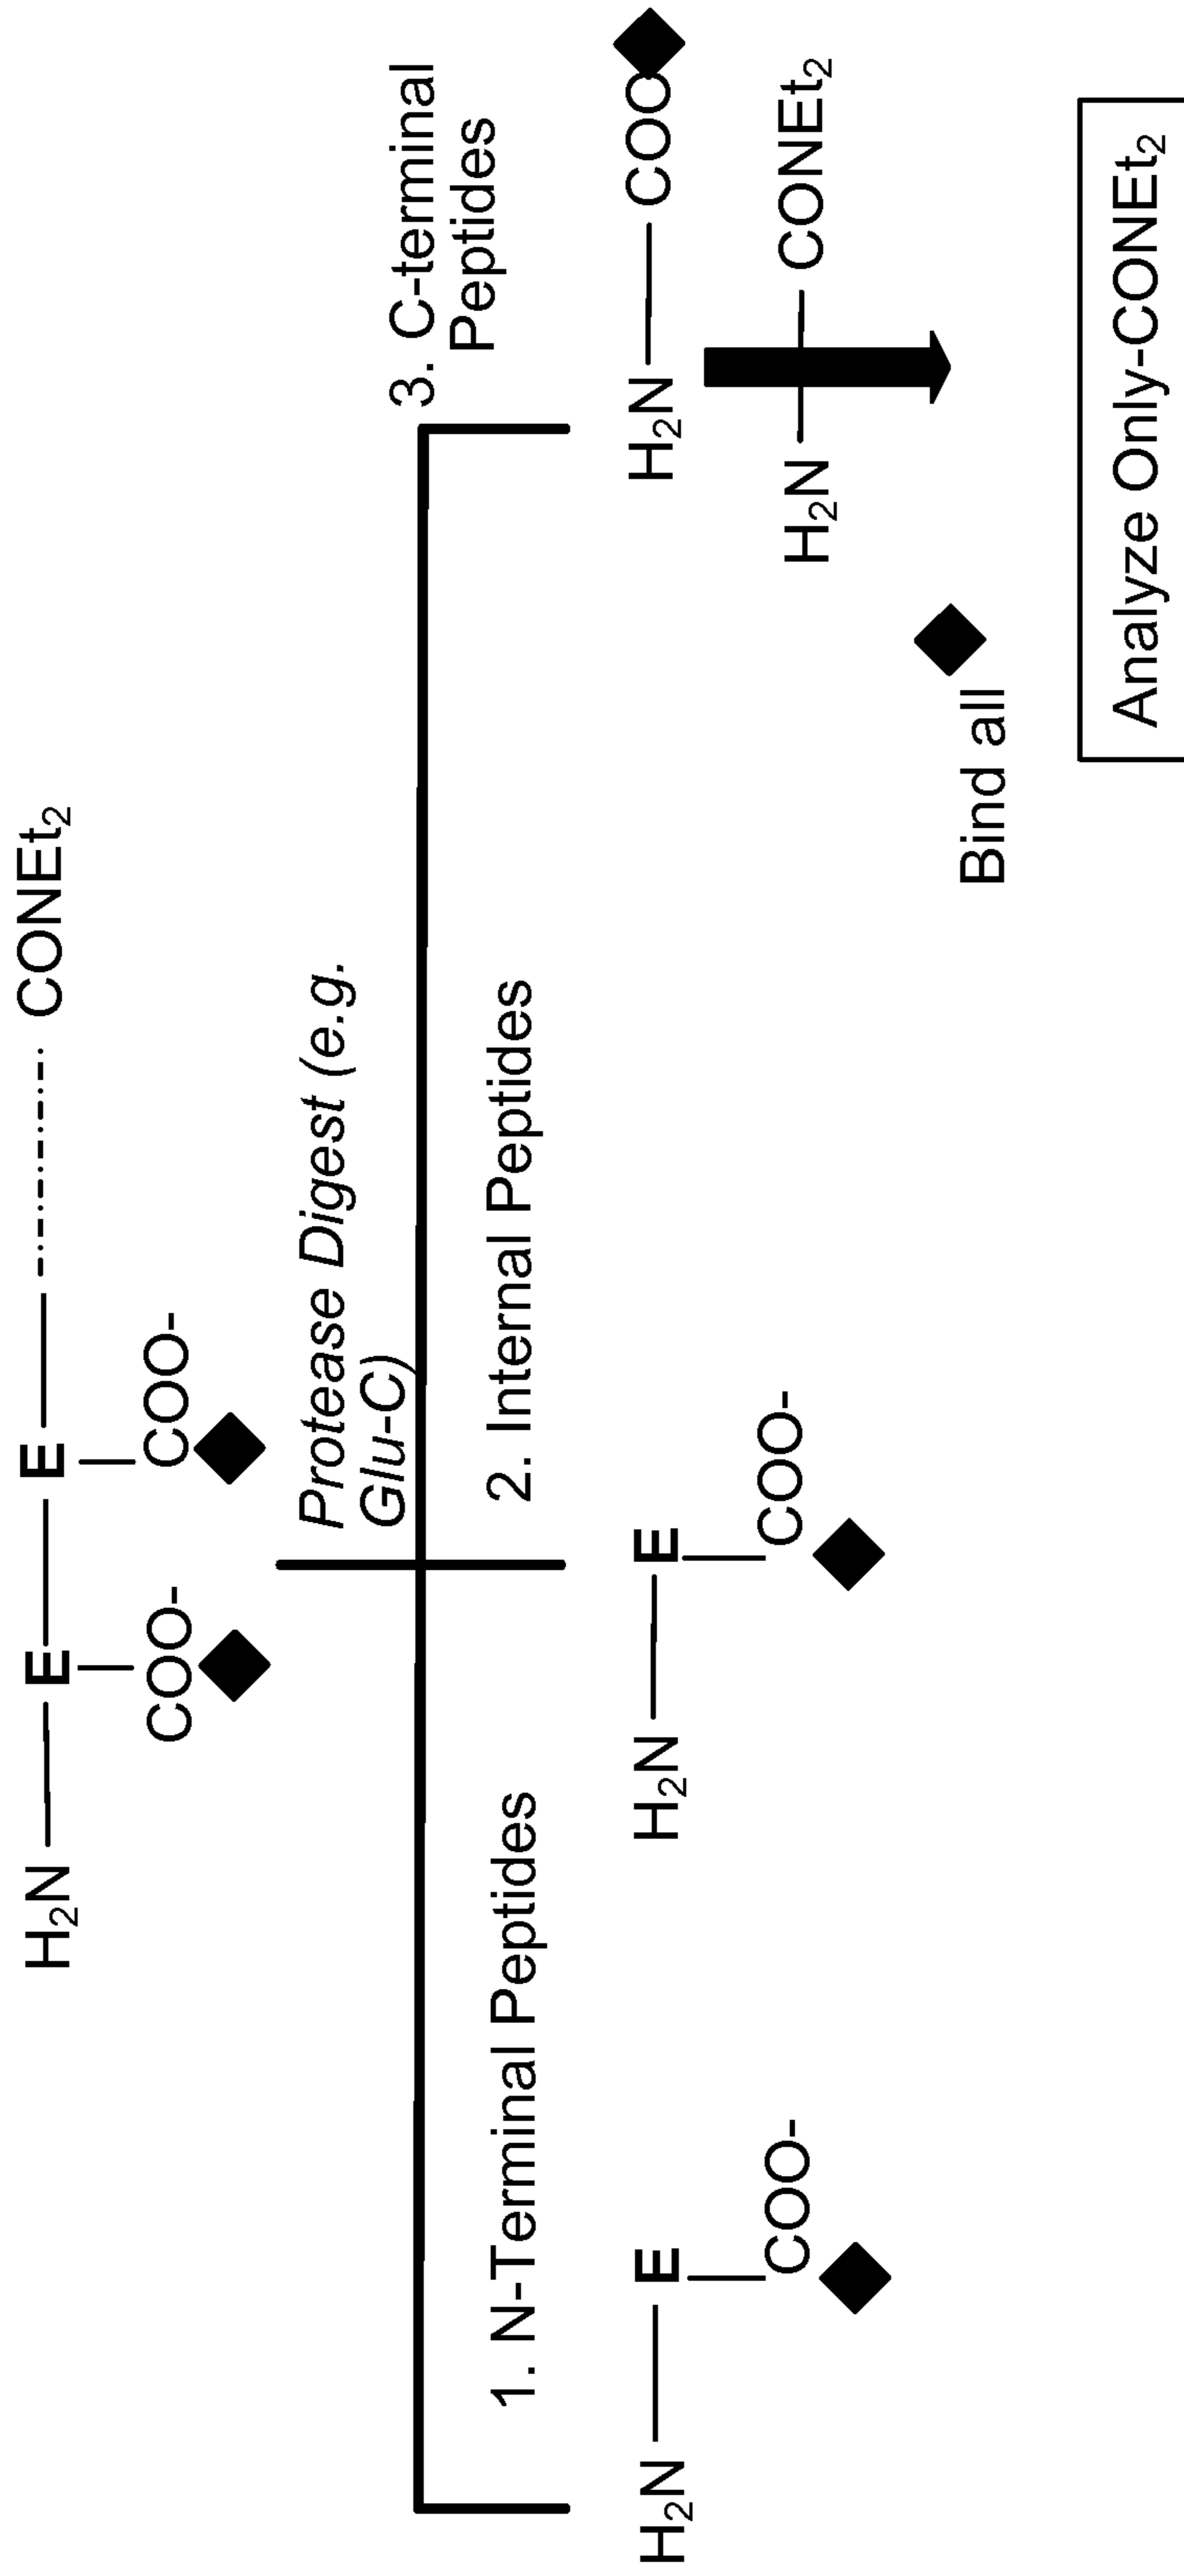 H2N E E CONEt2
COO- COO-
Protease Digest (e.g.
Glu-C)
1. N-Terminal Peptides
2. Internal Peptides
3. C-terminal
Peptides
H2N E
COO-
H2N E
COO-
H2N COO
H2N CONEt2
Bind all
Analyze Only-CONEt2